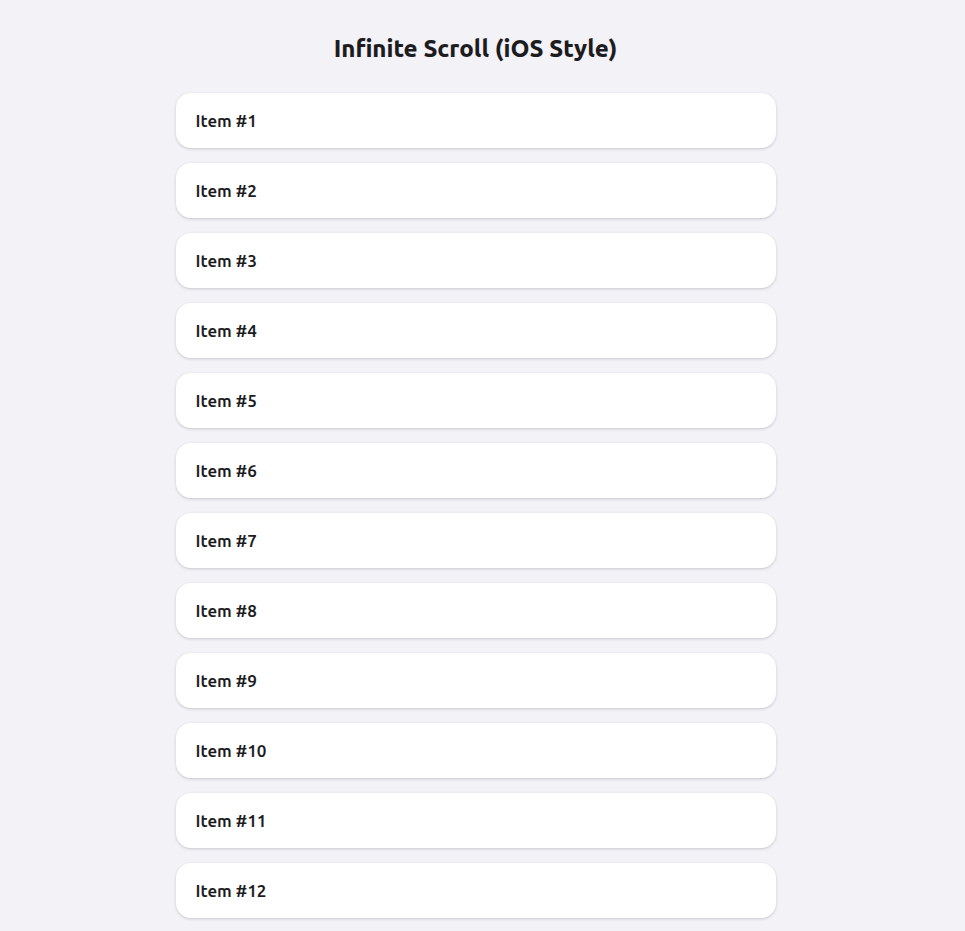 Infinite Scroll (iOS Style)
Item #1
Item #2
Item #3
Item #4
Item #5
Item #6
Item #7
Item #8
Item #9
Item #10
Item #11
Item #12